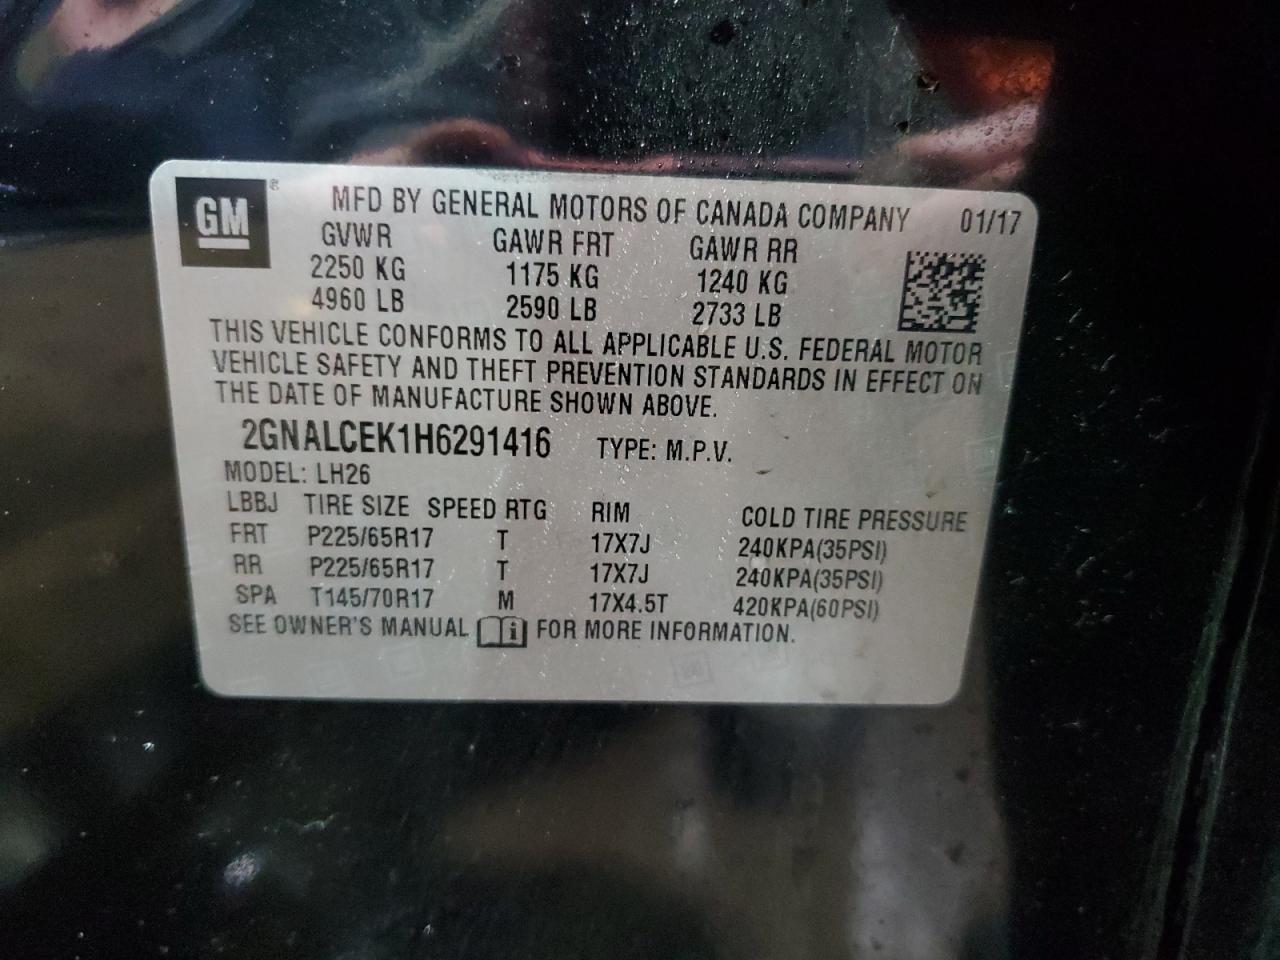 GM® MFD BY GENERAL MOTORS OF CANADA COMPANY 01/17
GVWR GAWR FRT GAWR RR
2250 KG 1175 KG 1240 KG
4960 LB 2590 LB 2733 LB
THIS VEHICLE CONFORMS TO ALL APPLICABLE U.S. FEDERAL MOTOR
VEHICLE SAFETY AND THEFT PREVENTION STANDARDS IN EFFECT ON
THE DATE OF MANUFACTURE SHOWN ABOVE.
2GNALCEK1H6291416 TYPE: M.P.V.
MODEL: LH26
LBBJ TIRE SIZE SPEED RTG RIM COLD TIRE PRESSURE
FRT P225/65R17 T 17X7J 240KPA(35PSI)
RR P225/65R17 T 17X7J 240KPA(35PSI)
SPA T145/70R17 M 17X4.5T 420KPA(60PSI)
SEE OWNER'S MANUAL i FOR MORE INFORMATION.